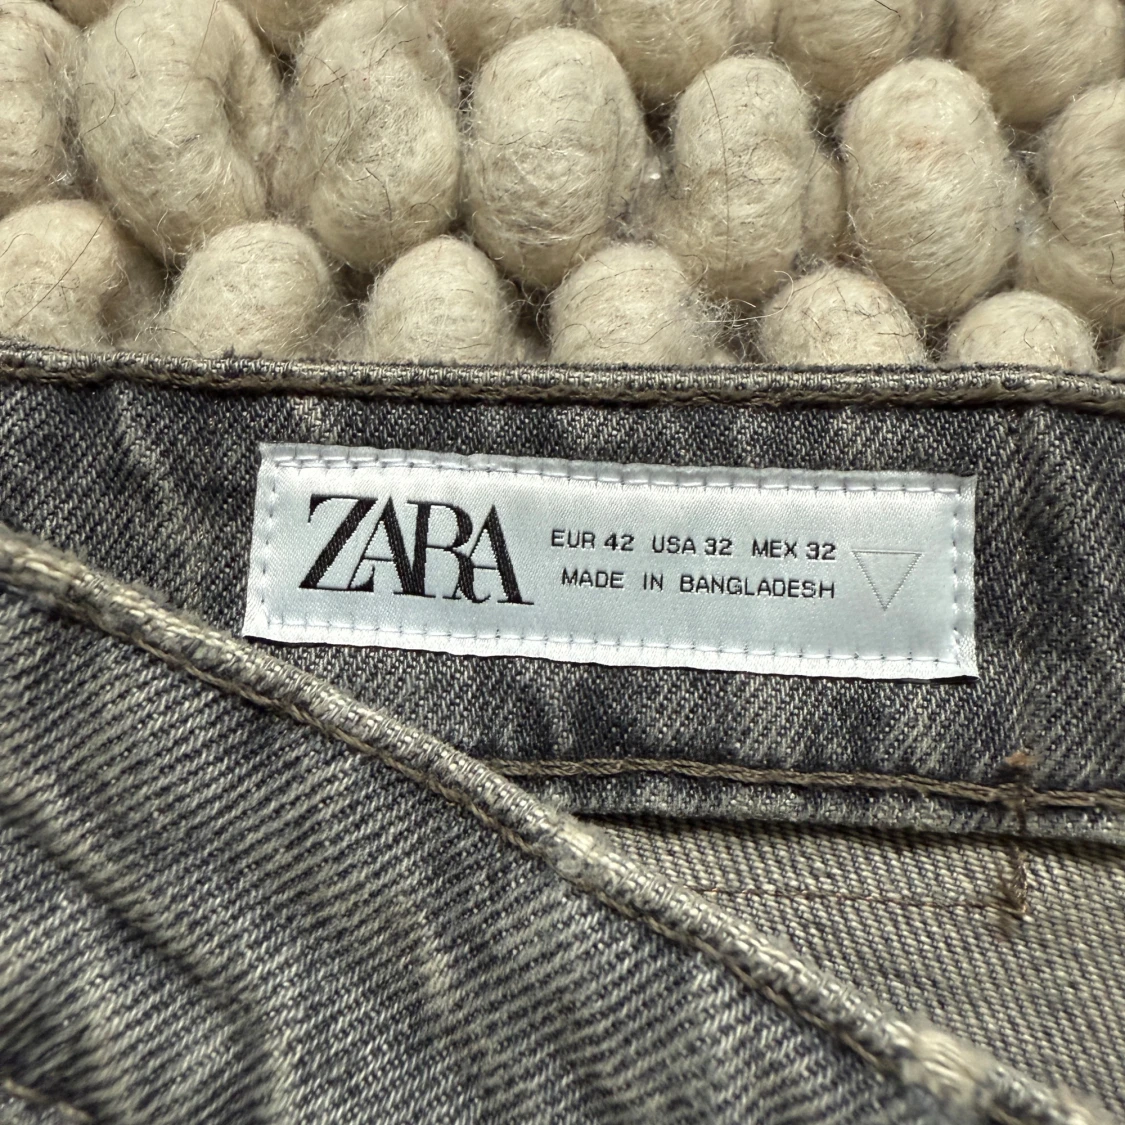 ZARA
EUR 42 USA 32 MEX 32
MADE IN BANGLADESH